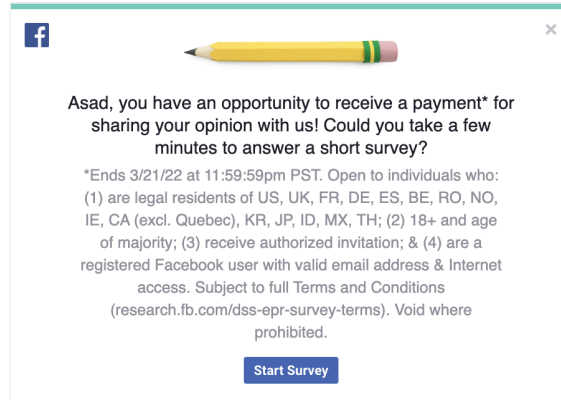 Asad, you have an opportunity to receive a payment* for
sharing your opinion with us! Could you take a few
minutes to answer a short survey?
*Ends 3/21/22 at 11:59:59pm PST. Open to individuals who:
(1) are legal residents of US, UK, FR, DE, ES, BE, RO, NO,
IE, CA (excl. Quebec), KR, JP, ID, MX, TH; (2) 18+ and age
of majority; (3) receive authorized invitation; & (4) are a
registered Facebook user with valid email address & Internet
access. Subject to full Terms and Conditions
(research.fb.com/dss-epr-survey-terms). Void where
prohibited.
Start Survey